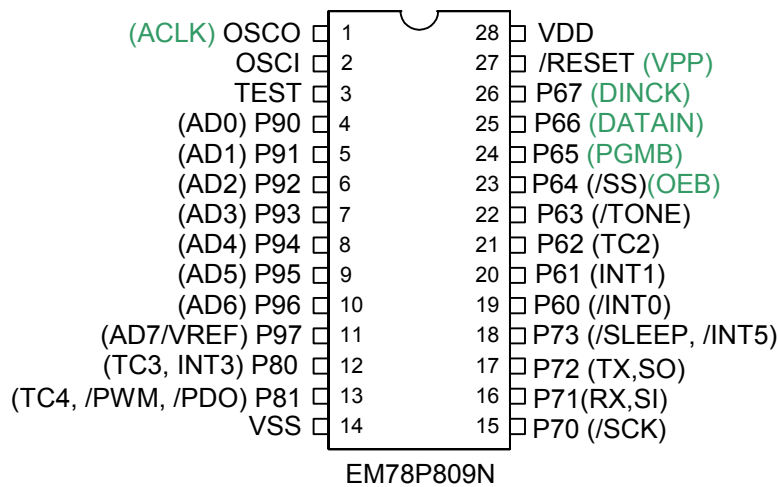 (ACLK) OSCO 1 28 VDD
OSCI 2 27 /RESET (VPP)
TEST 3 26 P67 (DINCK)
(AD0) P90 4 25 P66 (DATAIN)
(AD1) P91 5 24 P65 (PGMB)
(AD2) P92 6 23 P64 (/SS)(OEB)
(AD3) P93 7 22 P63 (/TONE)
(AD4) P94 8 21 P62 (TC2)
(AD5) P95 9 20 P61 (INT1)
(AD6) P96 10 19 P60 (/INT0)
(AD7/VREF) P97 11 18 P73 (/SLEEP, /INT5)
(TC3, INT3) P80 12 17 P72 (TX,SO)
(TC4, /PWM, /PDO) P81 13 16 P71(RX,SI)
VSS 14 15 P70 (/SCK)
EM78P809N